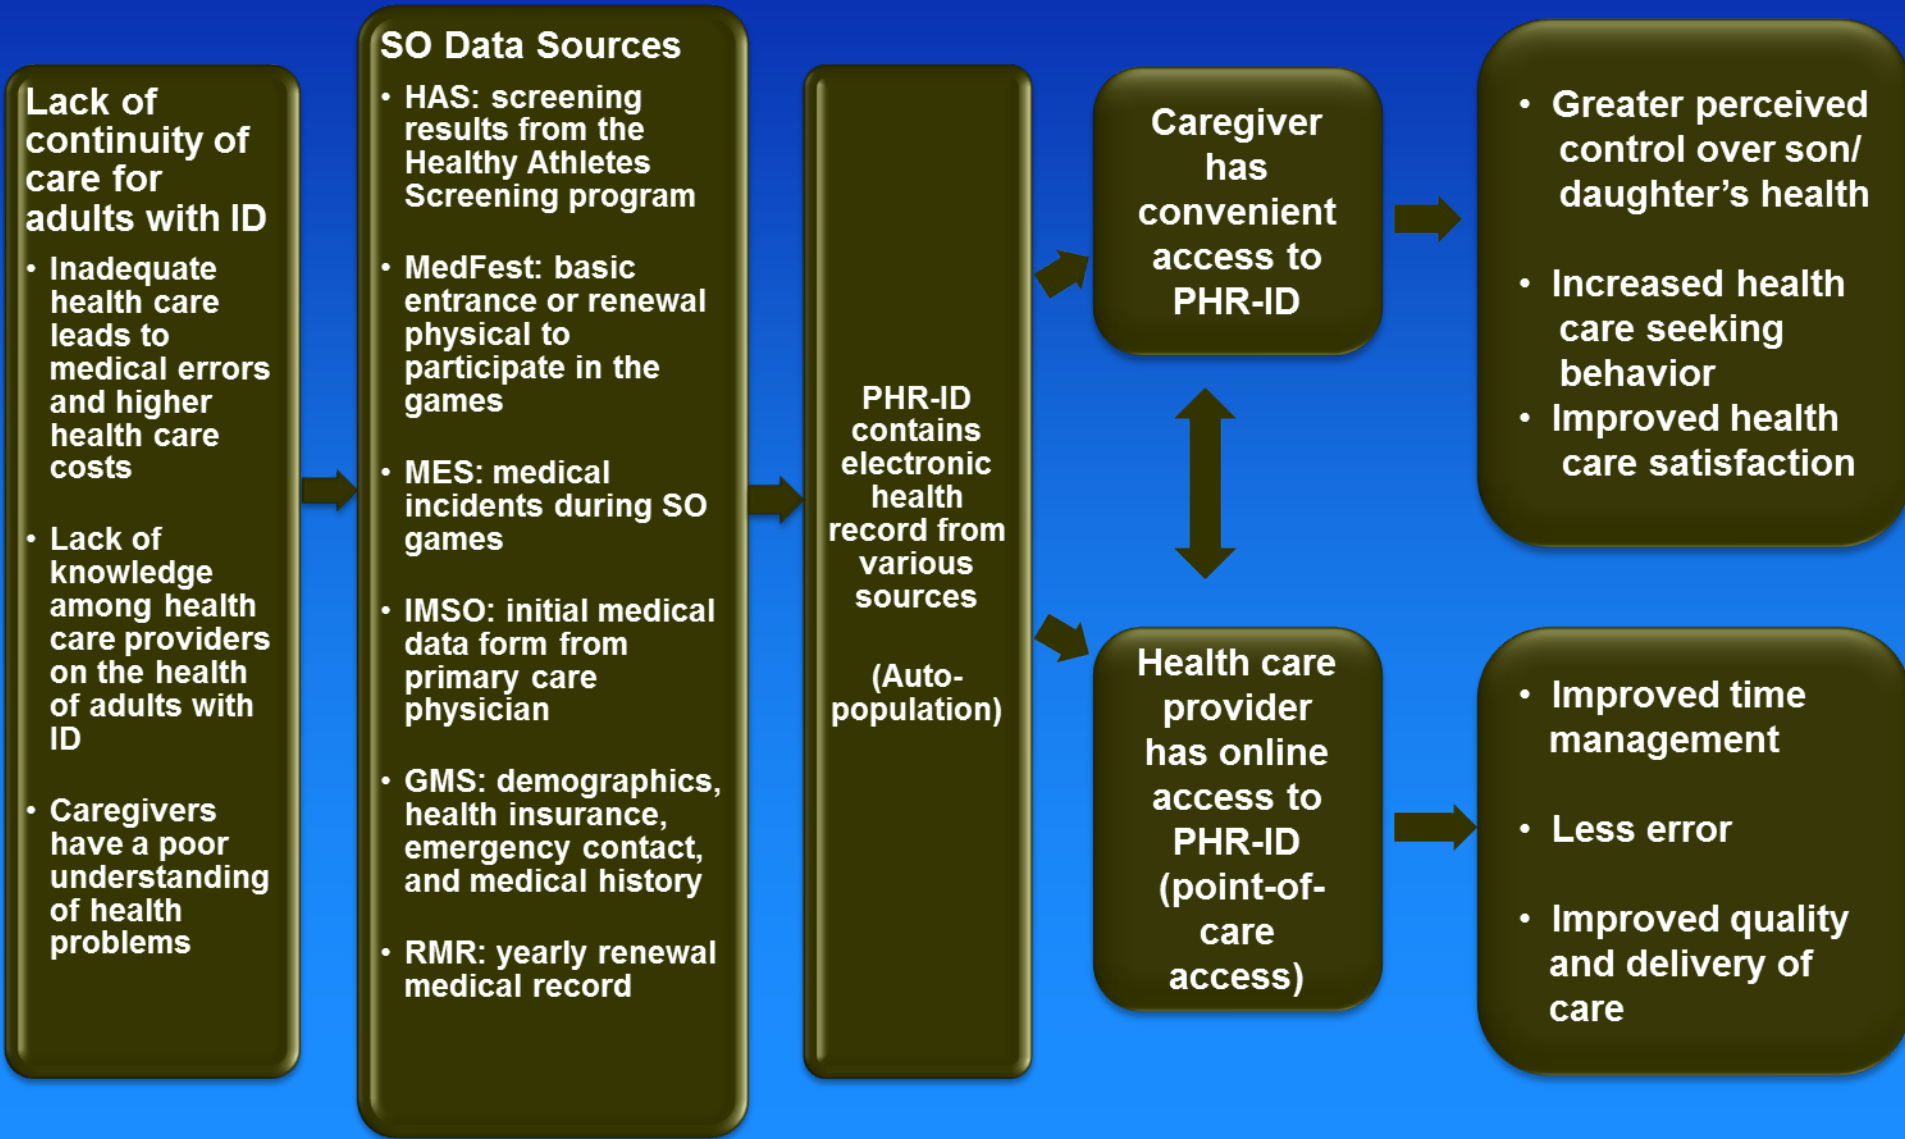 Lack of
continuity of
care for
adults with ID
• Inadequate
health care
leads to
medical errors
and higher
health care
costs
• Lack of
knowledge
among health
care providers
on the health
of adults with
ID
• Caregivers
have a poor
understanding
of health
problems
SO Data Sources
• HAS: screening
results from the
Healthy Athletes
Screening program
• MedFest: basic
entrance or renewal
physical to
participate in the
games
• MES: medical
incidents during SO
games
• IMSO: initial medical
data form from
primary care
physician
• GMS: demographics,
health insurance,
emergency contact,
and medical history
• RMR: yearly renewal
medical record
PHR-ID
contains
electronic
health
record from
various
sources
(Auto-
population)
Caregiver
has
convenient
access to
PHR-ID
Health care
provider
has online
access to
PHR-ID
(point-of-
care
access)
• Greater perceived
control over son/
daughter’s health
• Increased health
care seeking
behavior
• Improved health
care satisfaction
• Improved time
management
• Less error
• Improved quality
and delivery of
care